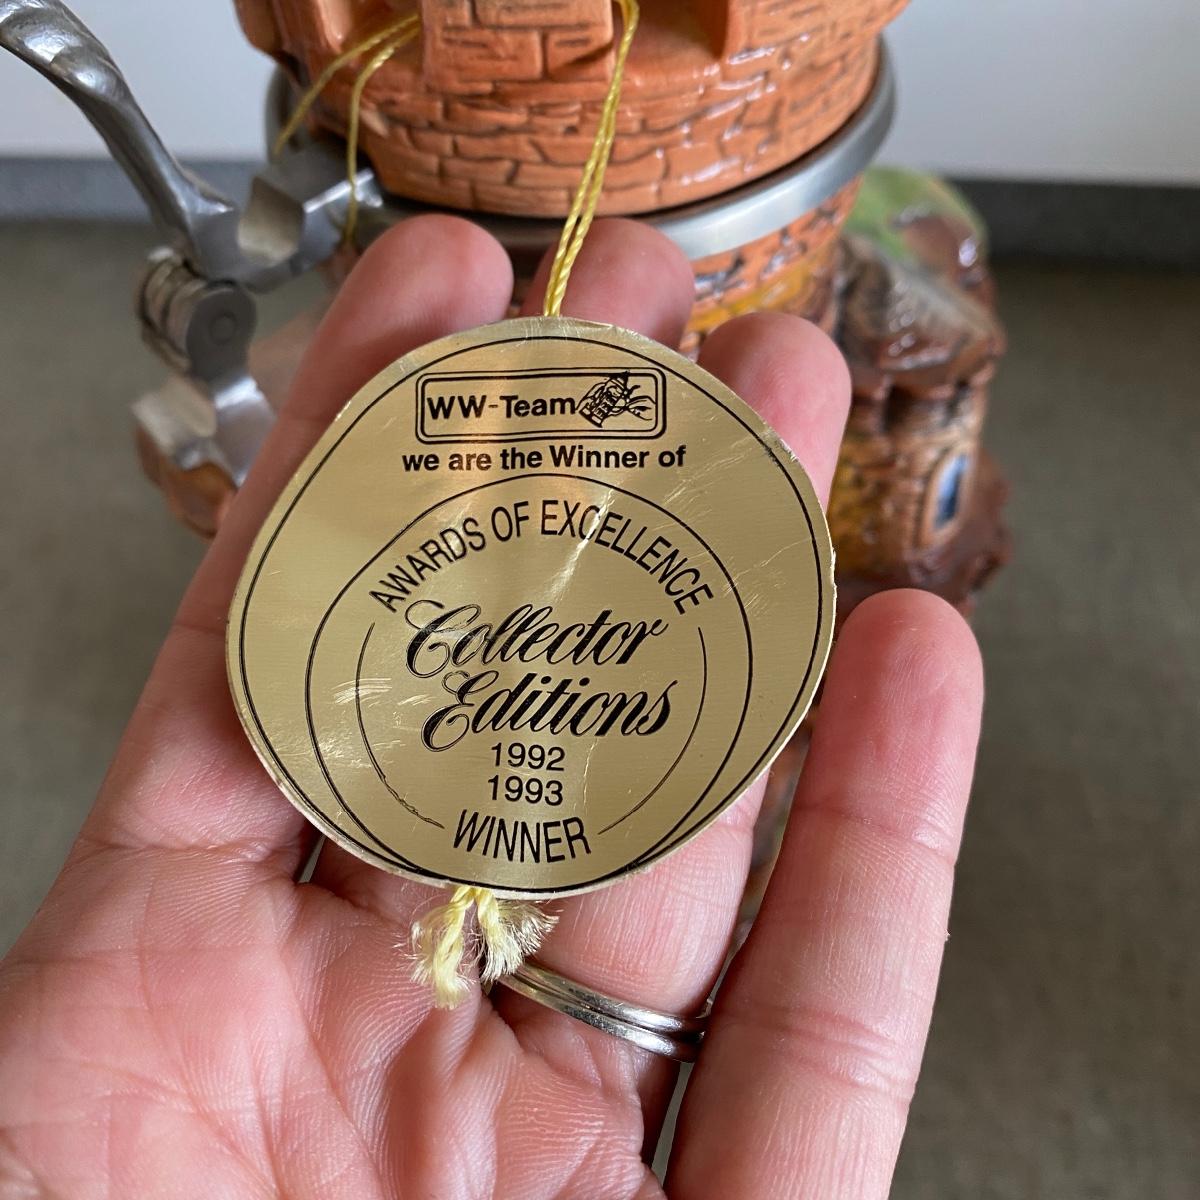 WW-Team
we are the Winner of
AWARDS OF EXCELLENCE
Collector
Editions
1992
1993
WINNER